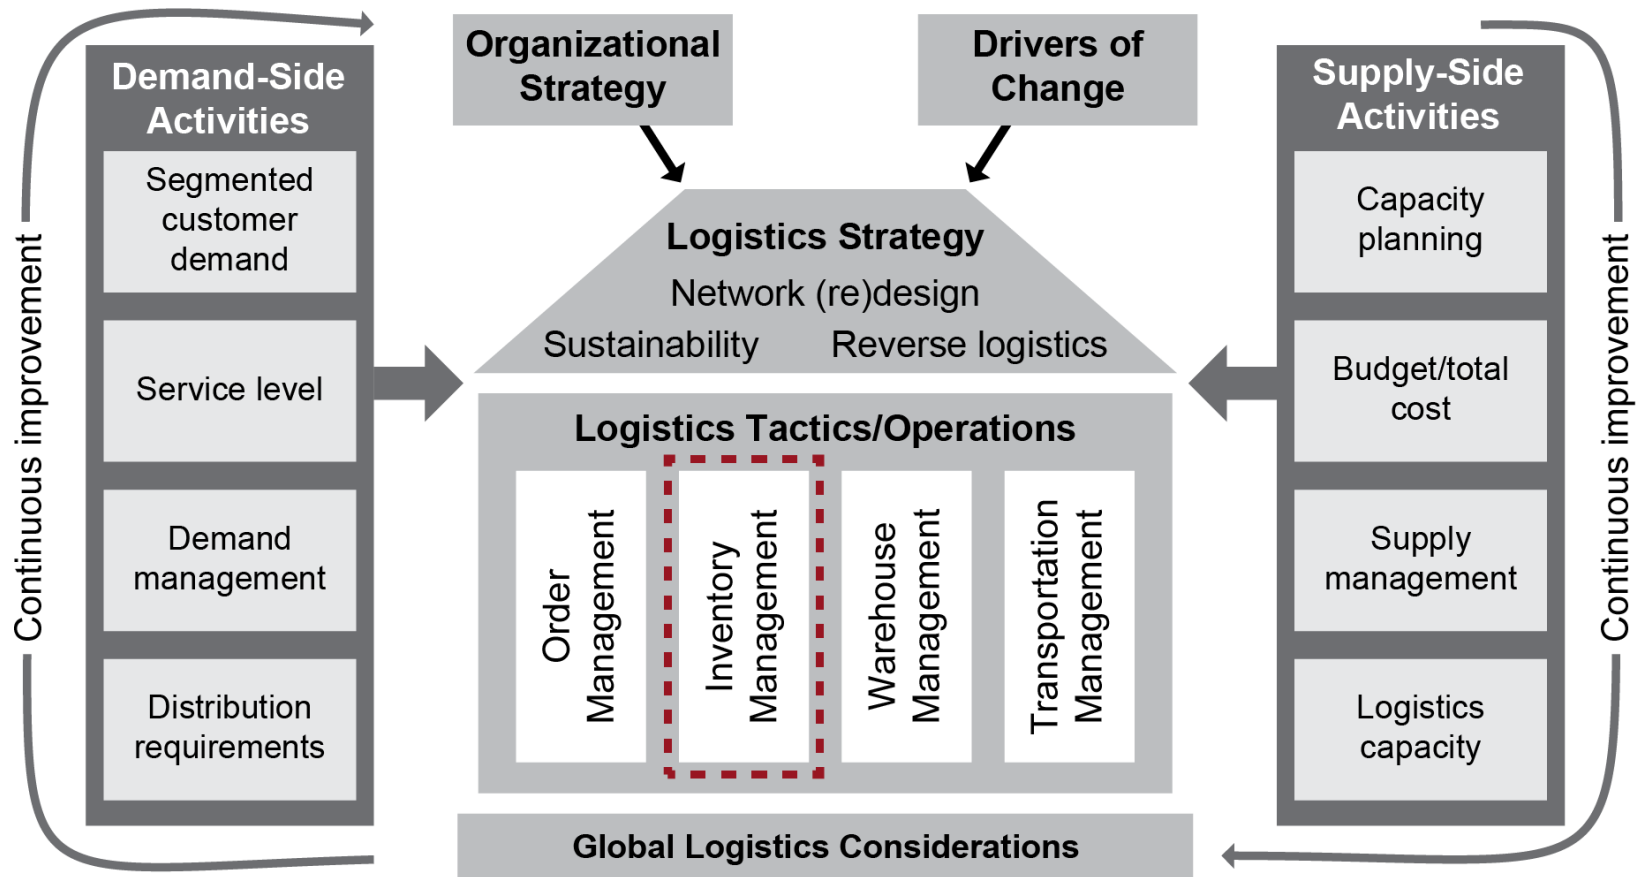 Continuous improvement
Demand-Side
Activities
Segmented
customer
demand
Service level
Demand
management
Distribution
requirements
Organizational
Strategy
Drivers of
Change
Logistics Strategy
Network (re)design
Sustainability
Reverse logistics
Logistics Tactics/Operations
Order
Management
Inventory
Management
Warehouse
Management
Transportation
Management
Global Logistics Considerations
Supply-Side
Activities
Capacity
planning
Budget/total
cost
Supply
management
Logistics
capacity
Continuous improvement